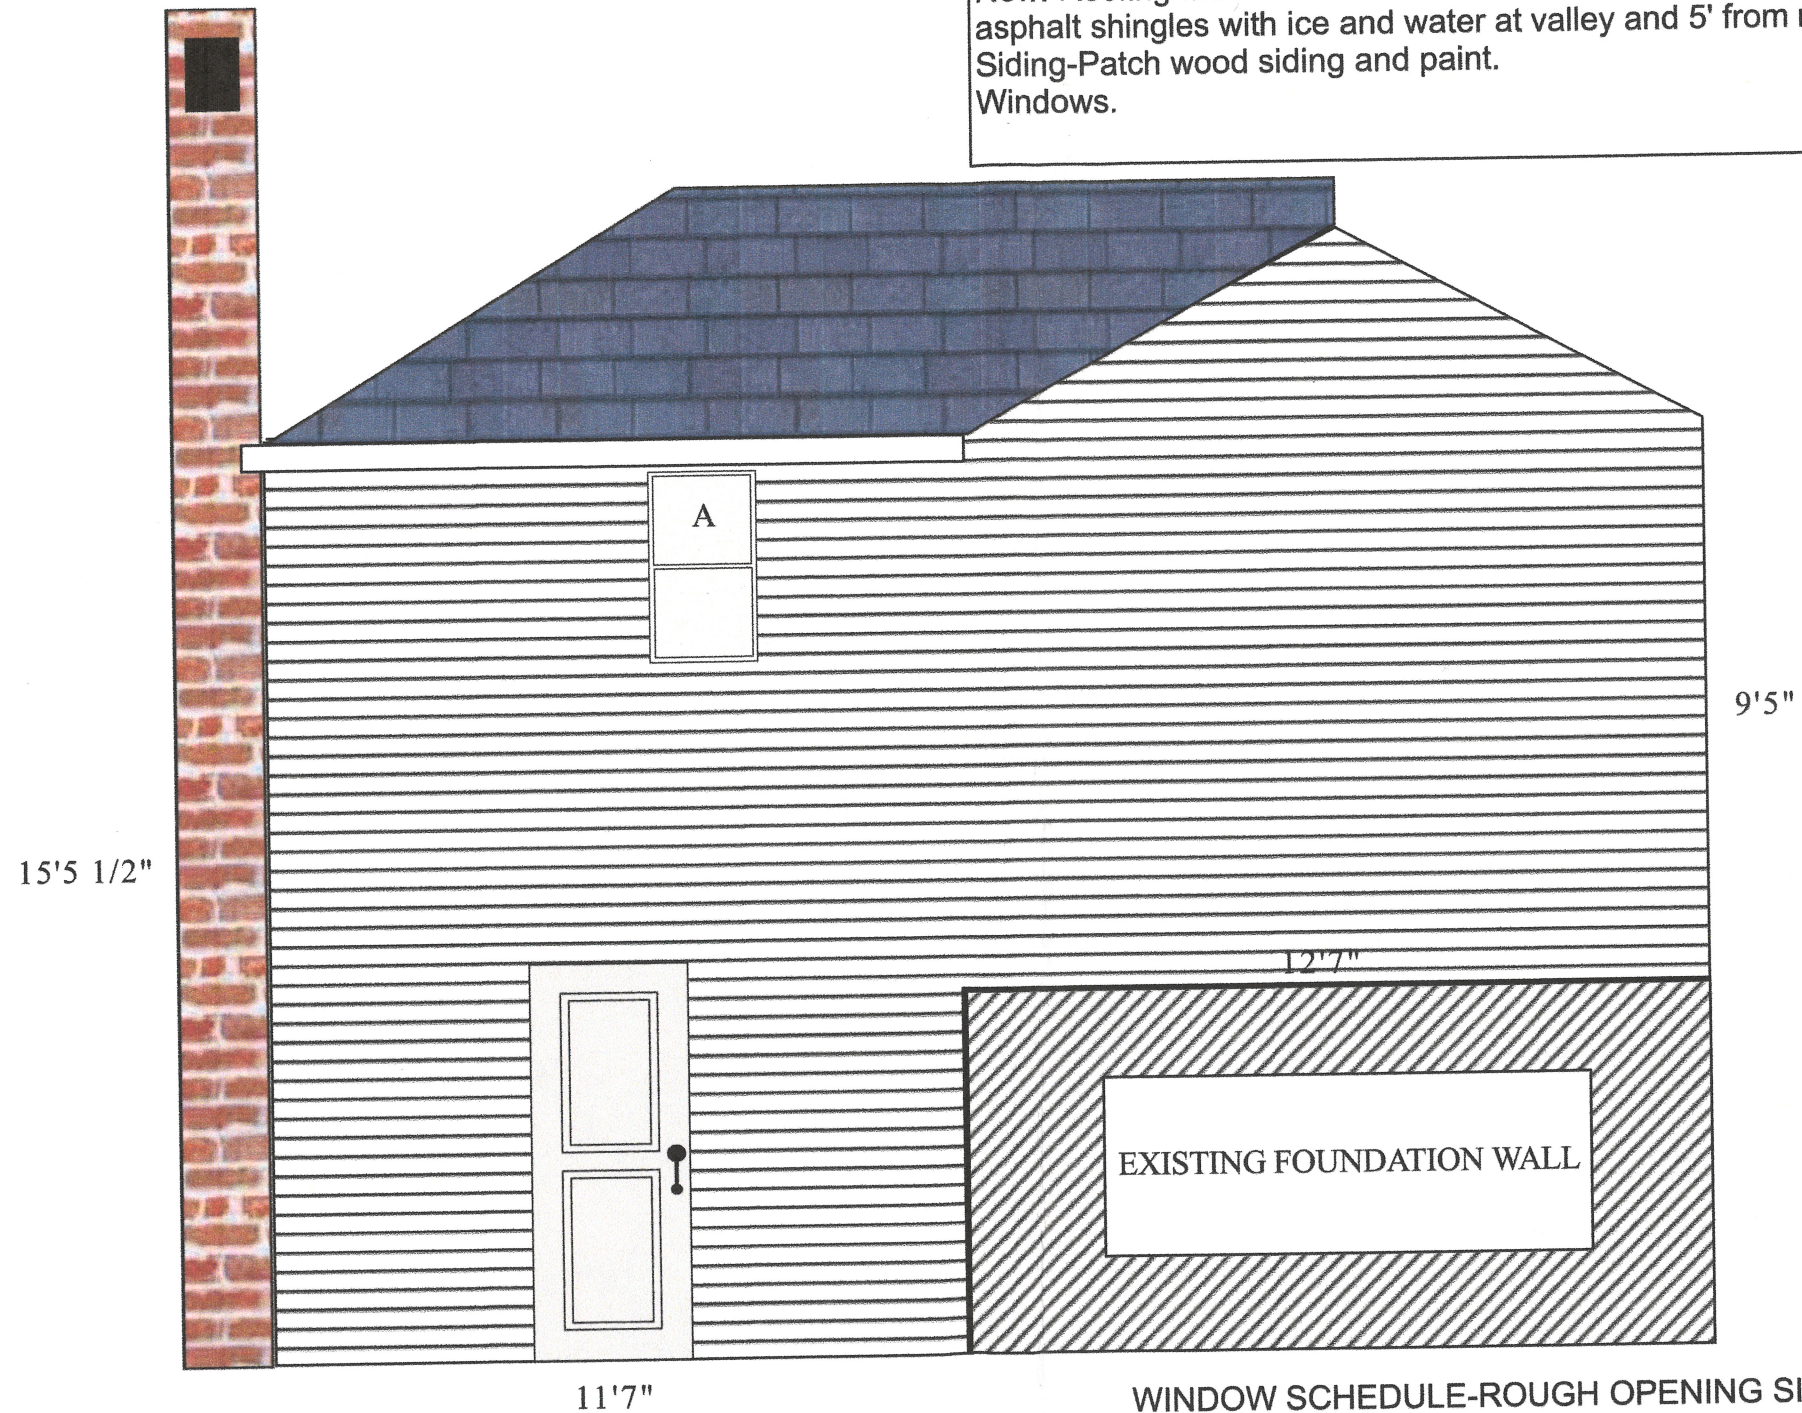 asphalt shingles with ice and water at valley and 5' from
Siding-Patch wood siding and paint.
Windows.
A
9'5"
15'5 1/2"
12'7"
EXISTING FOUNDATION WALL
11'7"
WINDOW SCHEDULE-ROUGH OPENING